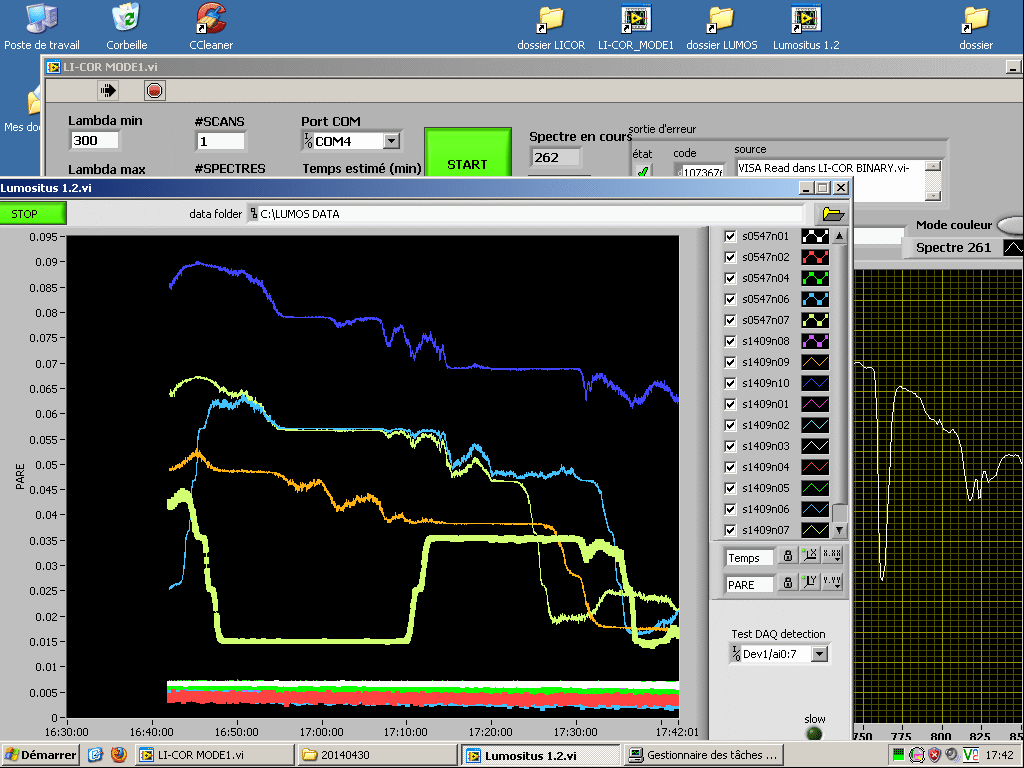 Poste de travail
Corbeille
CCleaner
dossier LICOR
LI-COR_MODE1
dossier LUMOS
Lumositus 1.2
dossier
Mes do
LI-COR MODE1.vi
Lambda min
#SCANS
Port COM
300
1
COM4
START
Spectre en cours
262
sortie d'erreur
état
code
source
107367
VISA Read dans LI-COR BINARY.vi-
Lambda max
#SPECTRES
Temps estimé (min)
Lumositus 1.2.vi
STOP
data folder
C:\LUMOS DATA
Mode couleur
Spectre 261
0.095
0.09
0.085
0.08
0.075
0.07
0.065
0.06
0.055
0.05
0.045
0.04
0.035
0.03
0.025
0.02
0.015
0.01
0.005
0
PARE
16:30:00
16:40:00
16:50:00
17:00:00
17:10:00
17:20:00
17:30:00
17:42:01
s0547n01
s0547n02
s0547n04
s0547n06
s0547n07
s1409n08
s1409n09
s1409n10
s1409n01
s1409n02
s1409n03
s1409n04
s1409n05
s1409n06
s1409n07
Temps
X
X.XX
PARE
Y
Y.YY
Test DAQ detection
Dev1/ai0:7
slow
750
775
800
825
85
Démarrer
LI-COR MODE1.vi
20140430
Lumositus 1.2.vi
Gestionnaire des tâches ...
17:42